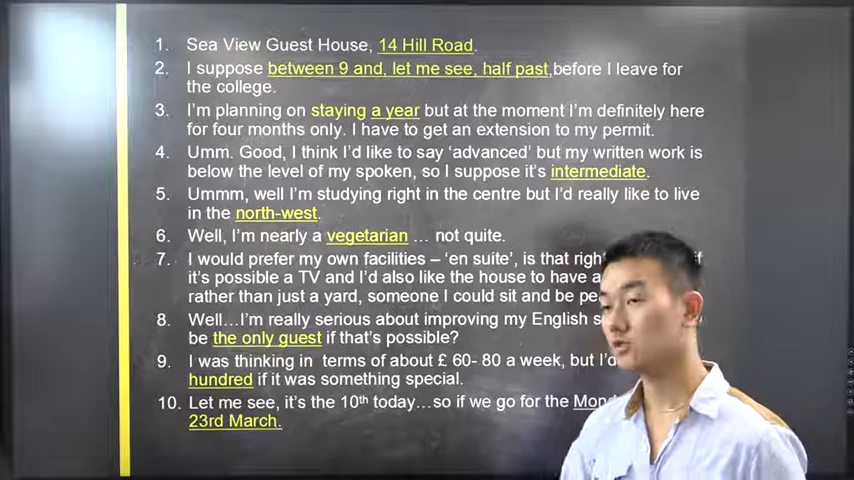 1. Sea View Guest House, 14 Hill Road.
2. I suppose between 9 and, let me see, half past,before I leave for
the college.
3. I'm planning on staying a year but at the moment I'm definitely here
for four months only. I have to get an extension to my permit.
4. Umm. Good, I think I'd like to say ‘advanced’ but my written work is
below the level of my spoken, so I suppose it's intermediate.
5. Ummm, well I'm studying right in the centre but I'd really like to live
in the north-west.
6. Well, I'm nearly a vegetarian … not quite.
7. I would prefer my own facilities – ‘en suite’, is that if
it's possible a TV and I'd also like the house to have a
rather than just a yard, someone I could sit and be
8. Well…I'm really serious about improving my English
be the only guest if that's possible?
9. I was thinking in terms of about £ 60- 80 a week, but
hundred if it was something special.
10. Let me see, it's the 10th today…so if we go for the
23rd March.